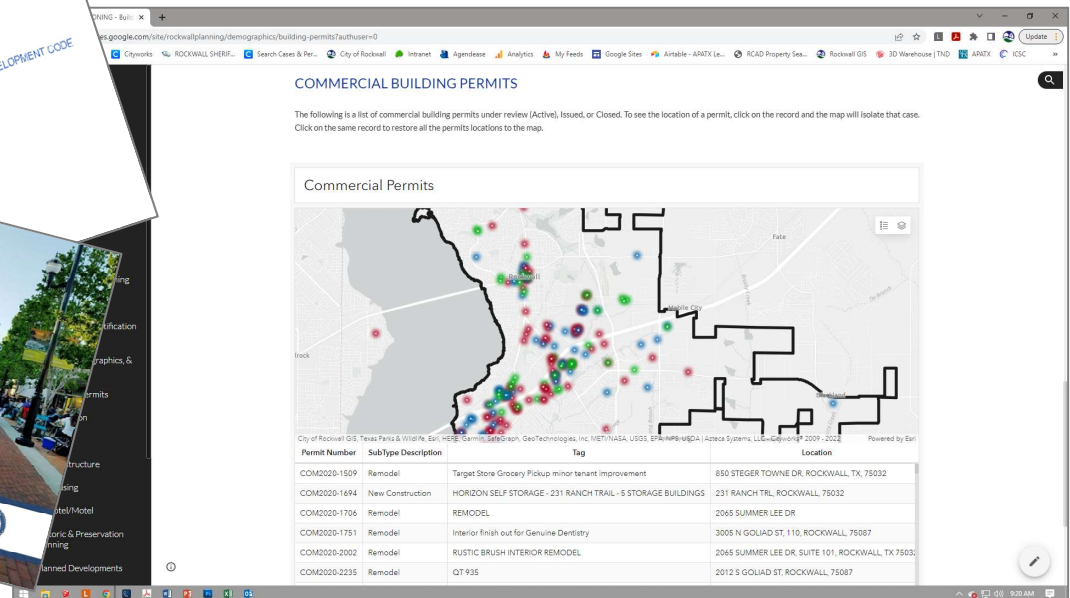 ELOPMENT CODE
ONING - Buil
es.google.com/site/rockwallplanning/demographics/building-permits?authuser=0
Update
Cityworks
ROCKWALL SHERIF...
Search Cases & Per...
City of Rockwall
Intranet
Agendease
Analytics
My Feeds
Google Sites
Airtable - APATX Le...
RCAD Property Sea...
Rockwall GIS
3D Warehouse | TND
APATX
ICSC
COMMERCIAL BUILDING PERMITS
The following is a list of commercial building permits under review (Active), Issued, or Closed. To see the location of a permit, click on the record and the map will isolate that case.
Click on the same record to restore all the permits locations to the map.
Commercial Permits
Fate
Rockwall
Mobile City
City of Rockwall GIS, Texas Parks & Wildlife, Esri, HERE, Garmin, SafeGraph, GeoTechnologies, Inc, METI/NASA, USGS, EPA, NPS, USDA | Azteca Systems, LLC - Cityworks® 2009 - 2022 Powered by Esri
Permit Number SubType Description Tag Location
COM2020-1509 Remodel Target Store Grocery Pickup minor tenant improvement 850 STEGER TOWNE DR, ROCKWALL, TX, 75032
COM2020-1694 New Construction HORIZON SELF STORAGE - 231 RANCH TRAIL - 5 STORAGE BUILDINGS 231 RANCH TRL, ROCKWALL, 75032
COM2020-1706 Remodel REMODEL 2065 SUMMER LEE DR
COM2020-1751 Remodel Interior finish out for Genuine Dentistry 3005 N GOLIAD ST, 110, ROCKWALL, 75087
COM2020-2002 Remodel RUSTIC BRUSH INTERIOR REMODEL 2065 SUMMER LEE DR, SUITE 101, ROCKWALL, TX 75032
COM2020-2235 Remodel QT 935 2012 S GOLIAD ST, ROCKWALL, 75087
ing
tification
raphics, &
ermits
on
structure
using
otel/Motel
toric & Preservation
nning
lanned Developments
9:20 AM